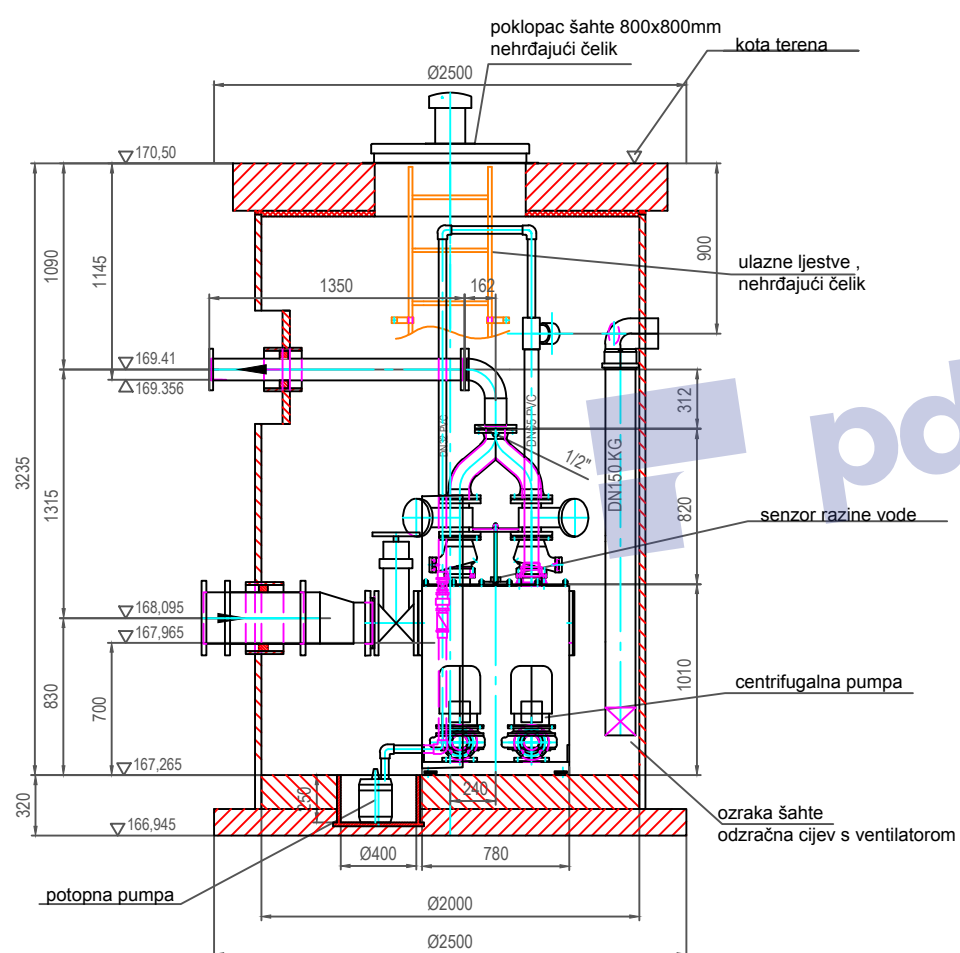 poklopac šahte 800x800mm
nehrđajući čelik
kota terena
Ø2500
170,50
1090
1145
900
ulazne ljestve ,
nehrđajući čelik
1350
162
169.41
169.356
312
DN65 PVC
1/2"
DN150 KG
820
3235
1315
senzor razine vode
168,095
167,965
830
700
1010
centrifugalna pumpa
167,265
320
250
240
166,945
ozraka šahte
odzračna cijev s ventilatorom
Ø400
780
potopna pumpa
Ø2000
Ø2500
pd